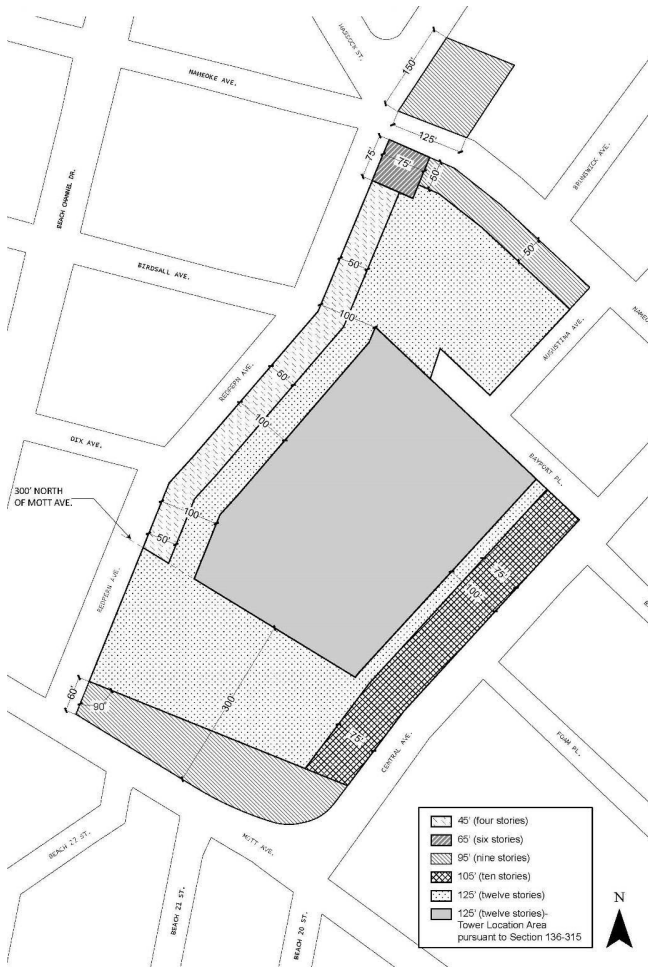 HASSOCK ST.
150'
NAMEOKE AVE.
125'
75'
75'
50'
BRUNSWICK AVE.
BEACH CHANNEL DR.
50'
50'
BIRDSALL AVE.
100'
AUGUSTINA AVE.
REDFERN AVE.
50'
100'
DIX AVE.
BAYPORT PL.
300' NORTH
OF MOTT AVE.
100'
50'
75'
100'
REDFERN AVE.
60'
90'
300'
75'
CENTRAL AVE.
FOAM PL.
MOTT AVE.
BEACH 22 ST.
BEACH 21 ST.
BEACH 20 ST.
45' (four stories)
65' (six stories)
95' (nine stories)
105' (ten stories)
125' (twelve stories)
125' (twelve stories)-
Tower Location Area
pursuant to Section 136-315
N